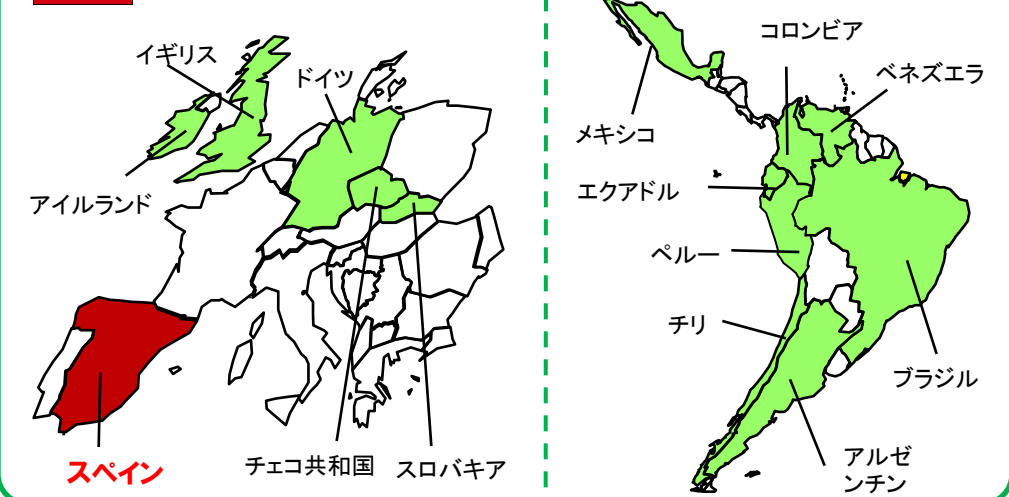 イギリス
ドイツ
アイルランド
スペイン
チェコ共和国
スロバキア
コロンビア
ベネズエラ
メキシコ
エクアドル
ペルー
チリ
ブラジル
アルゼ
ンチン